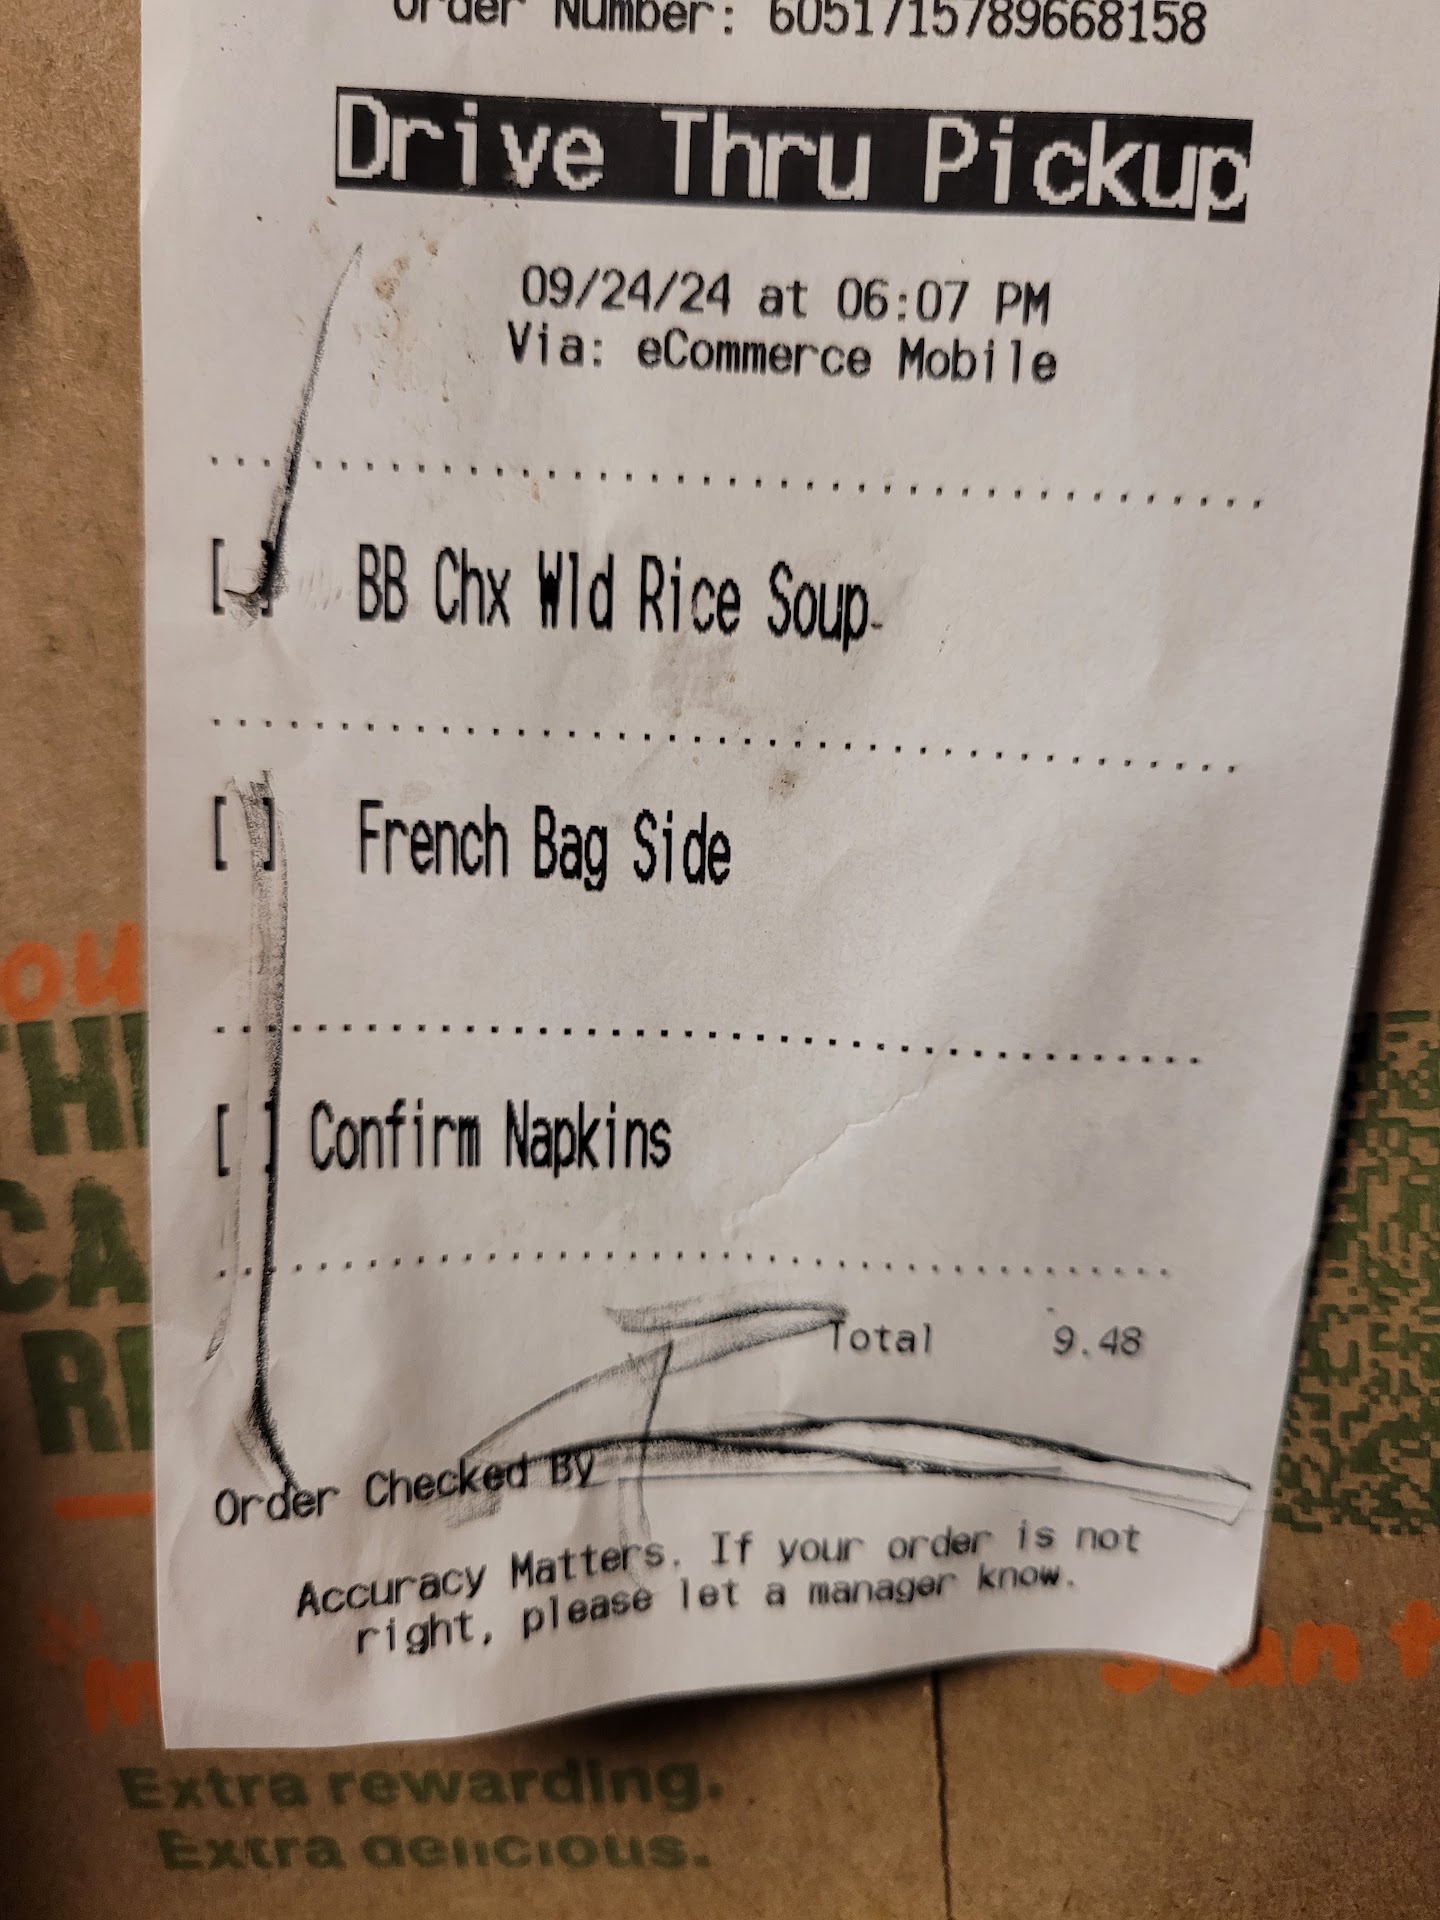 Order Number: 6051715789668158
Drive Thru Pickup
09/24/24 at 06:07 PM
Via: eCommerce Mobile
[ ] BB Chx Wld Rice Soup
[ ] French Bag Side
[ ] Confirm Napkins
Total 9.48
Order Checked By
Accuracy Matters. If your order is not
right, please let a manager know.
Extra rewarding.
Extra delicious.